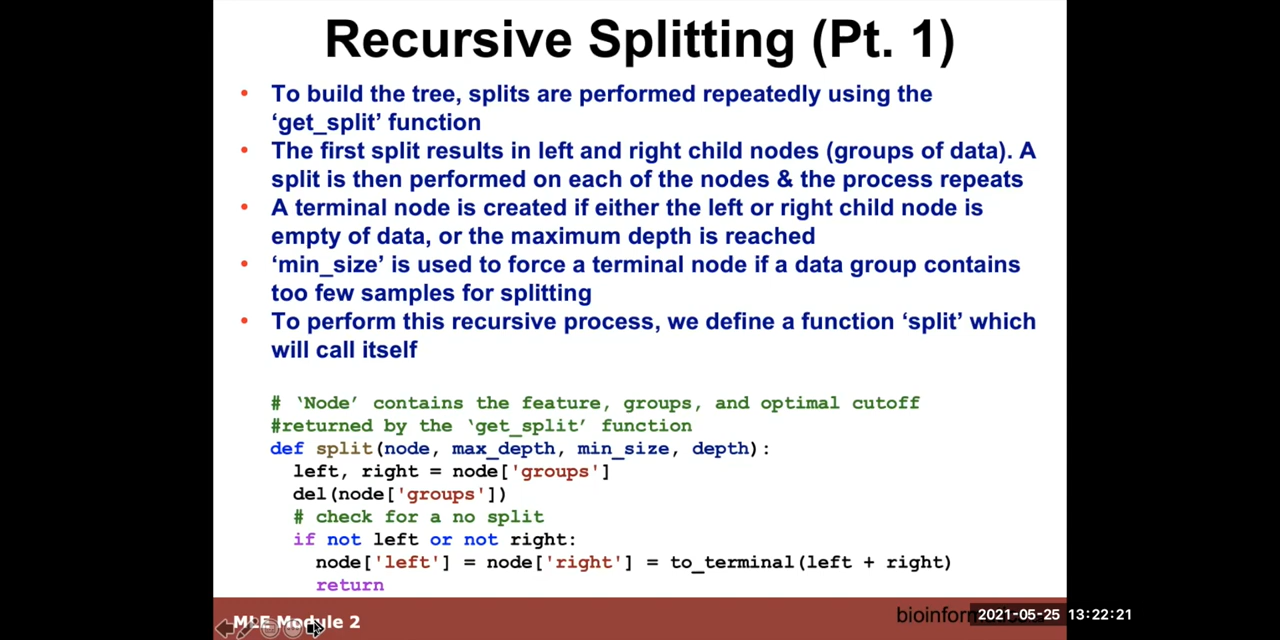 Recursive Splitting (Pt. 1)
• To build the tree, splits are performed repeatedly using the
‘get_split’ function
• The first split results in left and right child nodes (groups of data). A
split is then performed on each of the nodes & the process repeats
• A terminal node is created if either the left or right child node is
empty of data, or the maximum depth is reached
• ‘min_size’ is used to force a terminal node if a data group contains
too few samples for splitting
• To perform this recursive process, we define a function ‘split’ which
will call itself
# ‘Node’ contains the feature, groups, and optimal cutoff
#returned by the ‘get_split’ function
def split(node, max_depth, min_size, depth):
  left, right = node['groups']
  del(node['groups'])
  # check for a no split
  if not left or not right:
    node['left'] = node['right'] = to_terminal(left + right)
    return
MLE Module 2
2021-05-25 13:22:21